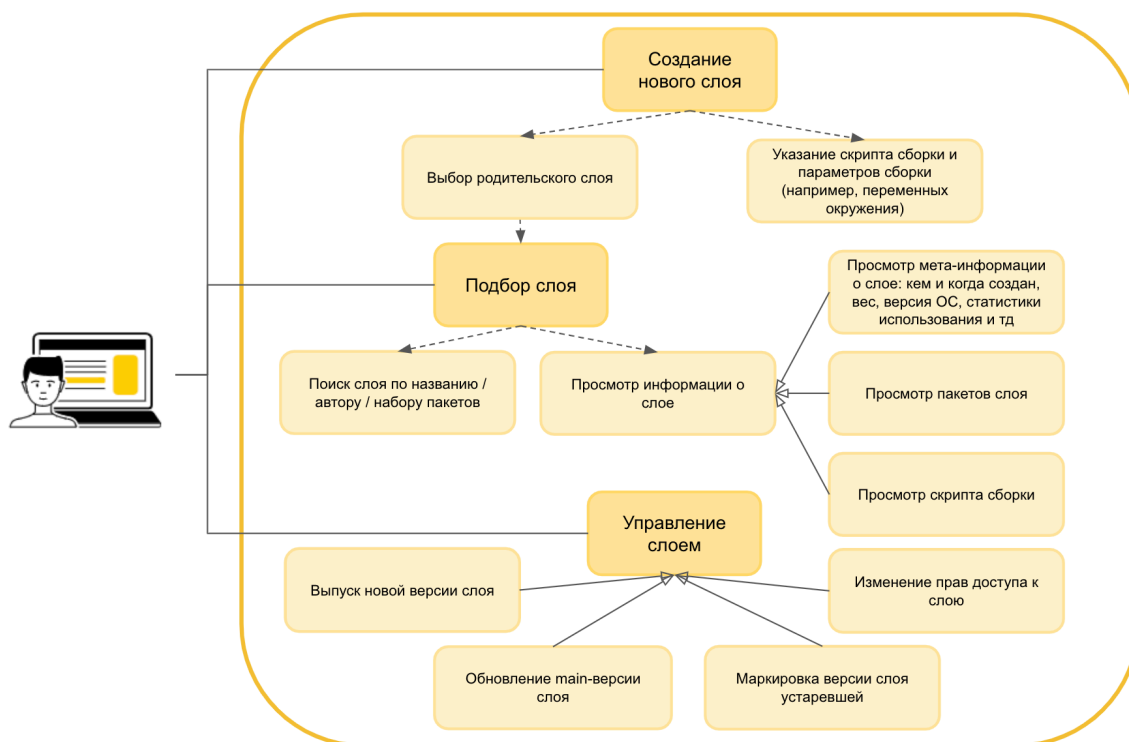 Создание
нового слоя
Выбор родительского слоя
Указание скрипта сборки и
параметров сборки
(например, переменных
окружения)
Подбор слоя
Просмотр мета-информации
о слое: кем и когда создан,
вес, версия ОС, статистики
использования и тд
Поиск слоя по названию /
автору / набору пакетов
Просмотр информации о
слое
Просмотр пакетов слоя
Просмотр скрипта сборки
Управление
слоем
Выпуск новой версии слоя
Изменение прав доступа к
слою
Обновление main-версии
слоя
Маркировка версии слоя
устаревшей